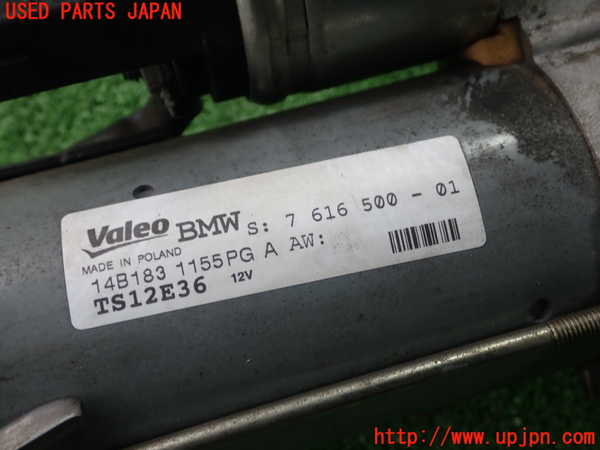 USED PARTS JAPAN
Valeo BMW S: 7 616 500 - 01
MADE IN POLAND
14B183 1155PG A AW:
TS12E36 12V
http://www.upjpn.com/